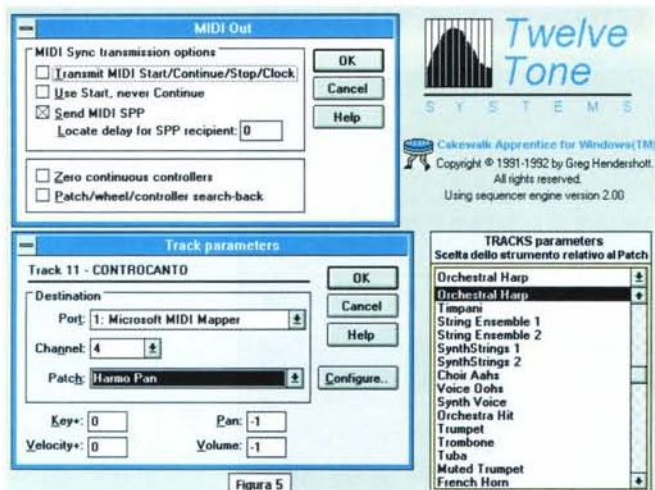 MIDI Out
MIDI Sync transmission options
Transmit MIDI Start/Continue/Stop/Clock
Use Start, never Continue
Send MIDI SPP
Locate delay for SPP recipient: 0
Zero continuous controllers
Patch/wheel/controller search-back
OK
Cancel
Help
Twelve
Tone
SYSTEMS
Cakewalk Apprentice for Windows(TM)
Copyright © 1991-1992 by Greg Hendershott.
All rights reserved.
Using sequencer engine version 2.00
Track parameters
Track 11 - CONTROCANTO
Destination
Port: 1: Microsoft MIDI Mapper
Channel: 4
Patch: Harmo Pan
Key+: 0
Pan: -1
Velocity+: 0
Volume: -1
OK
Cancel
Help
Configure..
TRACKS parameters
Scelta dello strumento relativo al Patch
Orchestral Harp
Orchestral Harp
Timpani
String Ensemble 1
String Ensemble 2
SynthStrings 1
SynthStrings 2
Choir Aahs
Voice Oohs
Synth Voice
Orchestra Hit
Trumpet
Trombone
Tuba
Muted Trumpet
French Horn
Figura 5